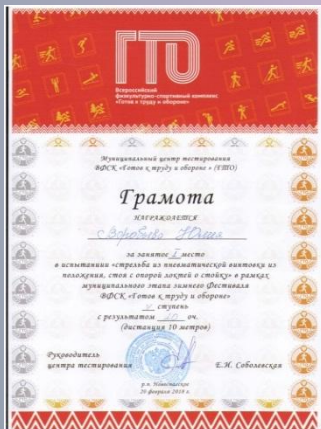 ГТО
Всероссийский
физкультурно-спортивный комплекс
«Готов к труду и обороне»
Муниципальный центр тестирования
ВФСК «Готов к труду и обороне» (ГТО)
Грамота
НАГРАЖДАЕТСЯ
Юлия
за занятое I место
в испытании «стрельба из пневматической винтовки из
положения, стоя с опорой локтей о стойку» в рамках
муниципального этапа зимнего Фестиваля
ВФСК «Готов к труду и обороне»
V ступень
с результатом оч.
(дистанция 10 метров)
Руководитель
центра тестирования Е.Н. Соболевская
20 февраля